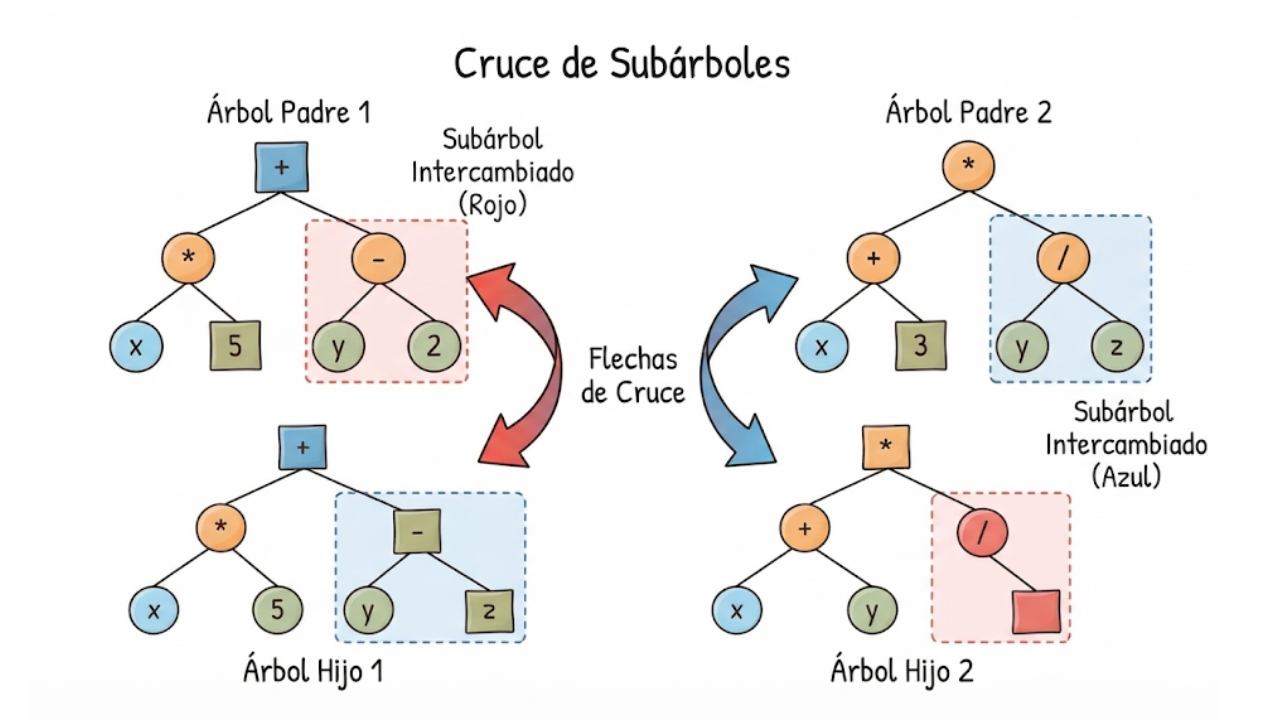 Cruce de Subárboles
Árbol Padre 1
Subárbol
Intercambiado
(Rojo)
+
*
-
x
5
y
2
Árbol Padre 2
*
+
/
x
3
y
z
Flechas
de Cruce
Subárbol
Intercambiado
(Azul)
+
*
-
x
5
y
z
Árbol Hijo 1
*
+
/
x
y
Árbol Hijo 2